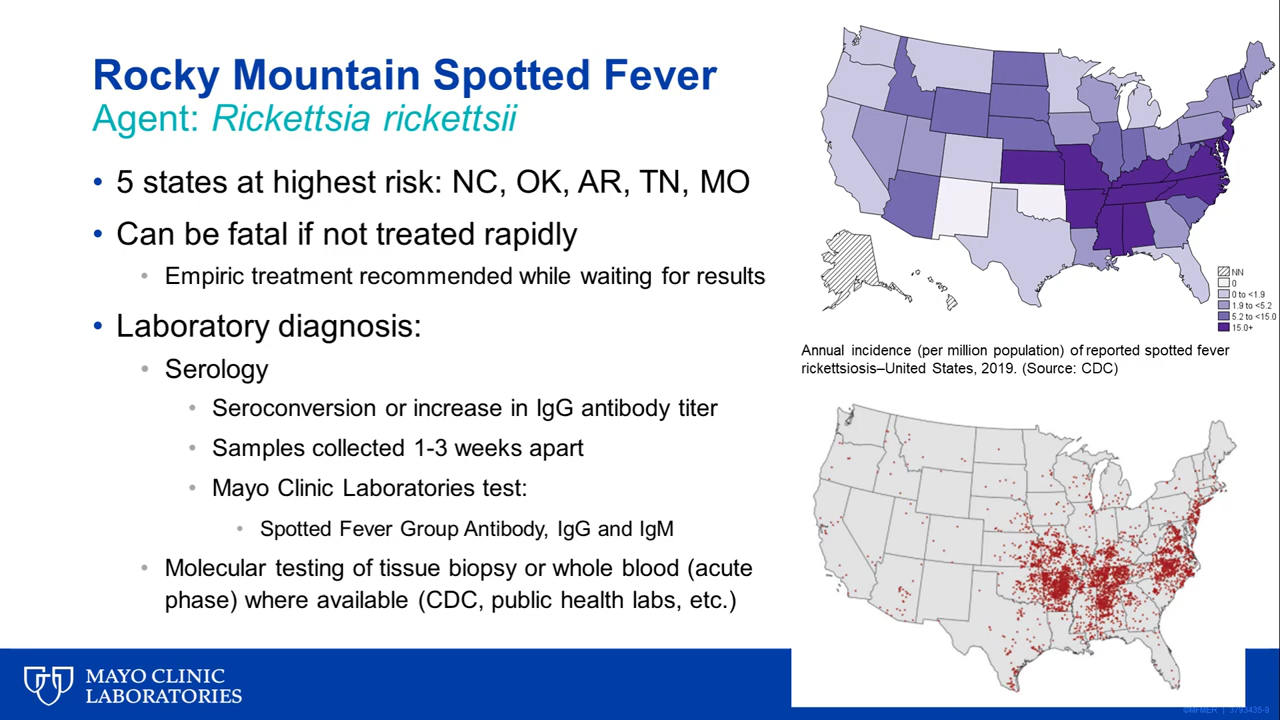 Rocky Mountain Spotted Fever
Agent: Rickettsia rickettsii
• 5 states at highest risk: NC, OK, AR, TN, MO
• Can be fatal if not treated rapidly
• Empiric treatment recommended while waiting for results
• Laboratory diagnosis:
• Serology
• Seroconversion or increase in IgG antibody titer
• Samples collected 1-3 weeks apart
• Mayo Clinic Laboratories test:
• Spotted Fever Group Antibody, IgG and IgM
• Molecular testing of tissue biopsy or whole blood (acute
phase) where available (CDC, public health labs, etc.)
NN
0
0 to <1.9
1.9 to <5.2
5.2 to <15.0
15.0+
Annual incidence (per million population) of reported spotted fever
rickettsiosis–United States, 2019. (Source: CDC)
MAYO CLINIC
LABORATORIES
©MFMER | 3793435-9